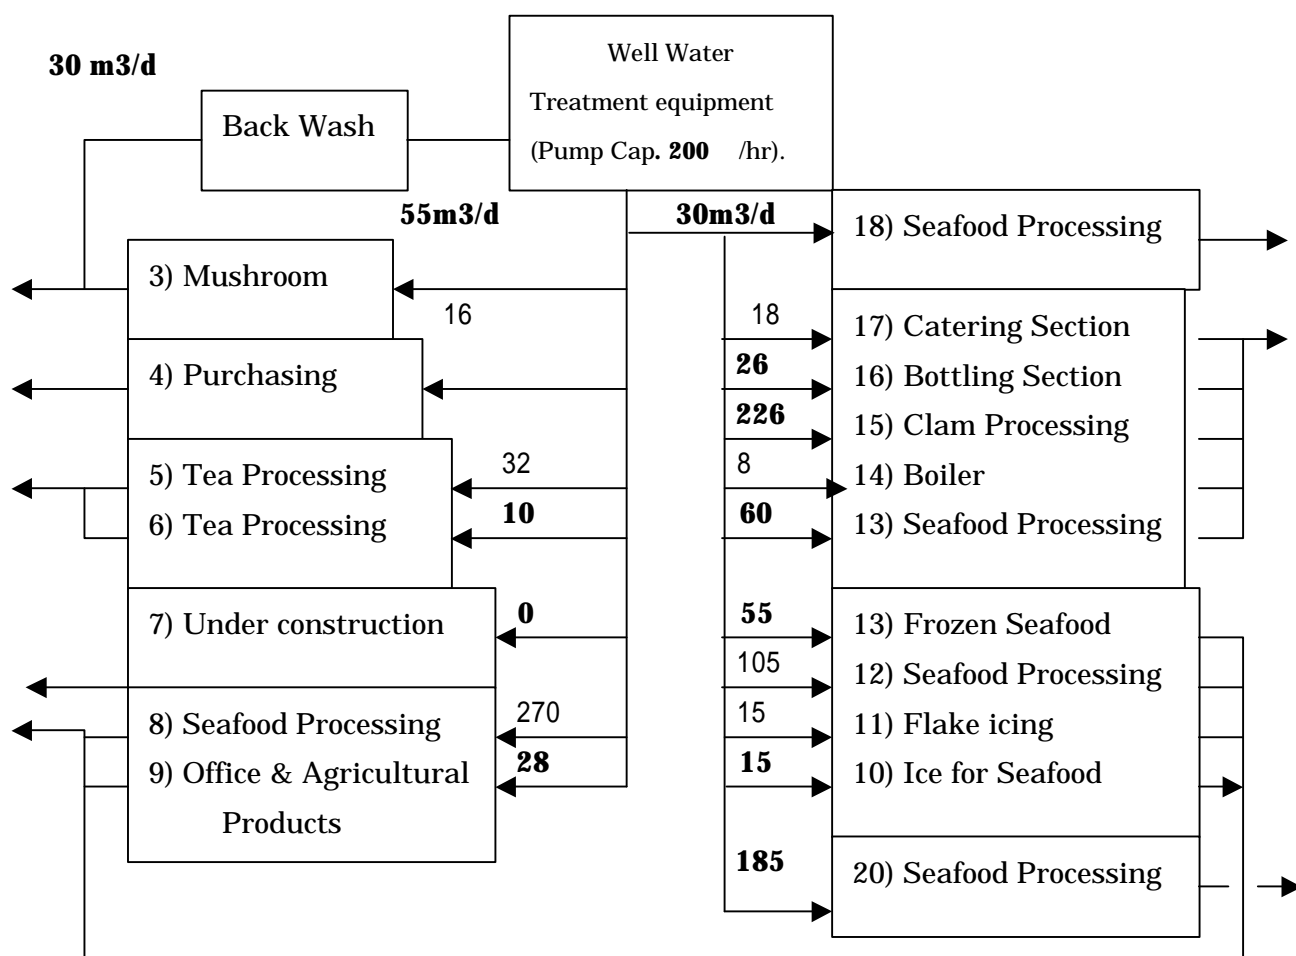 30 m3/d
Well Water
Treatment equipment
(Pump Cap. 200 /hr).
Back Wash
55m3/d
30m3/d
18) Seafood Processing
3) Mushroom
16
18
17) Catering Section
4) Purchasing
26
16) Bottling Section
226
15) Clam Processing
5) Tea Processing
32
8
14) Boiler
6) Tea Processing
10
60
13) Seafood Processing
7) Under construction
0
55
13) Frozen Seafood
105
12) Seafood Processing
8) Seafood Processing
270
15
11) Flake icing
9) Office & Agricultural
Products
28
15
10) Ice for Seafood
185
20) Seafood Processing